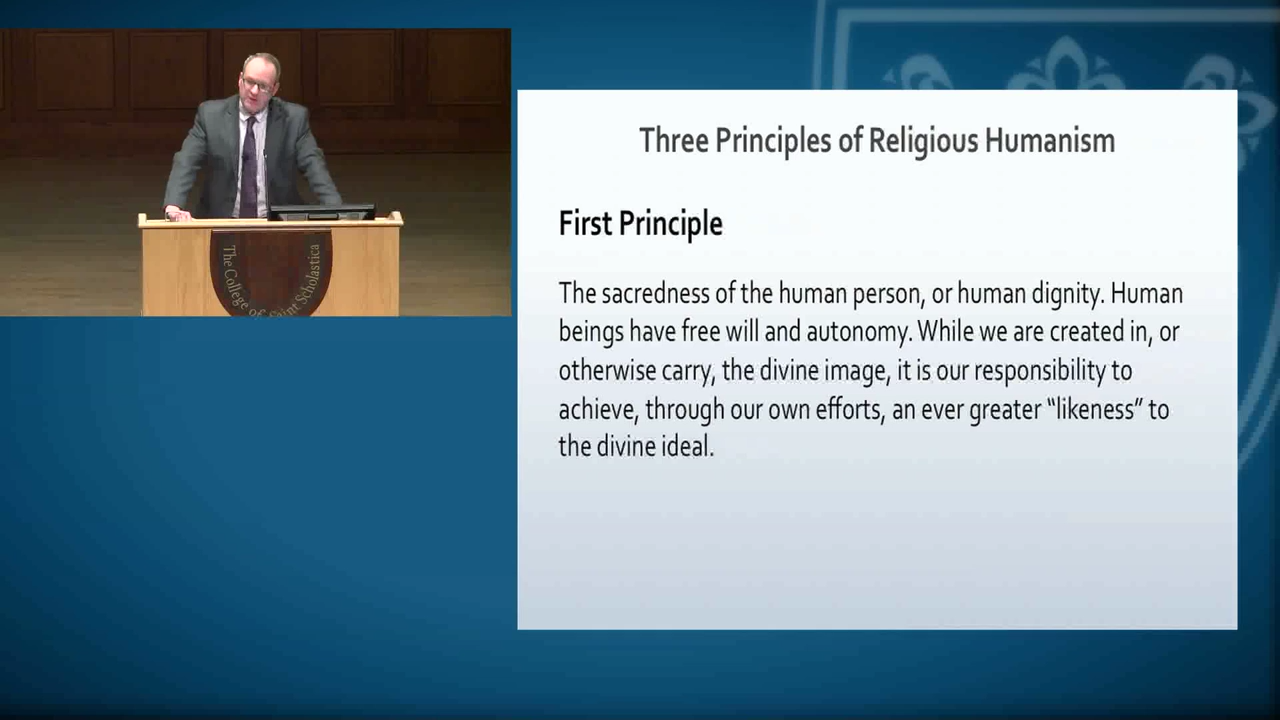 Three Principles of Religious Humanism
First Principle
The sacredness of the human person, or human dignity. Human
beings have free will and autonomy. While we are created in, or
otherwise carry, the divine image, it is our responsibility to
achieve, through our own efforts, an ever greater “likeness” to
the divine ideal.
The College of Saint Scholastica